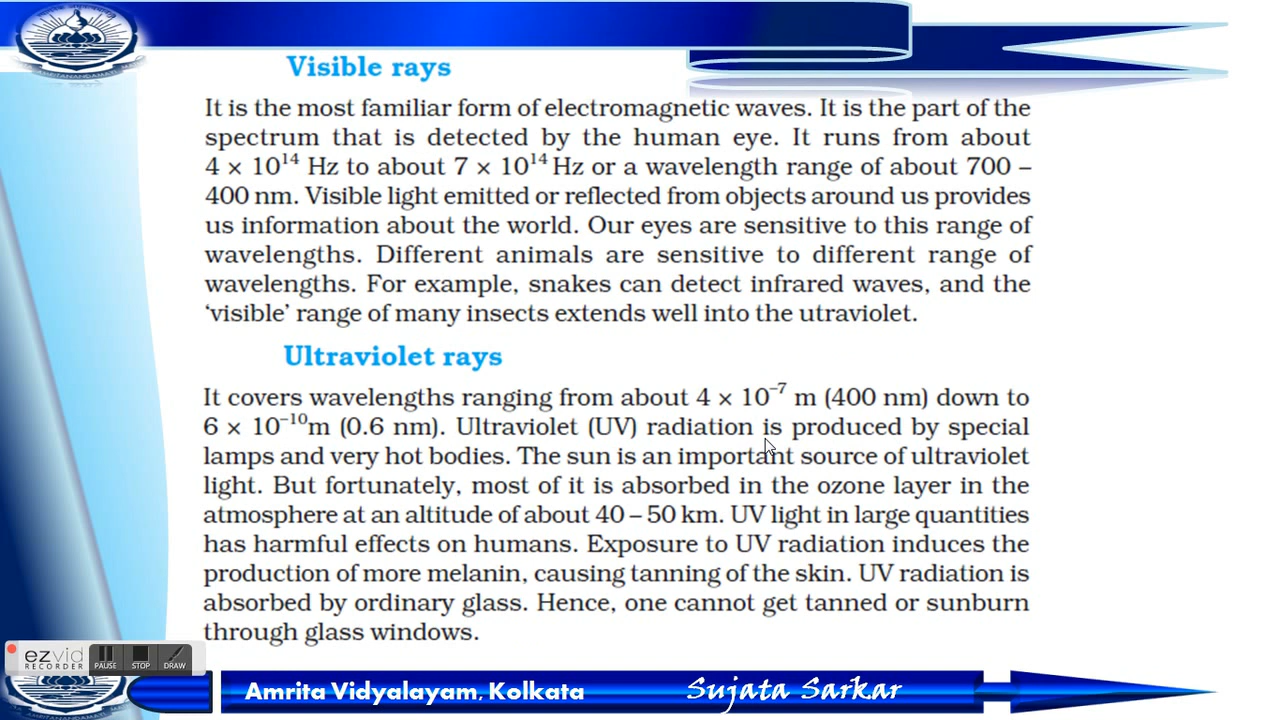 Visible rays
It is the most familiar form of electromagnetic waves. It is the part of the
spectrum that is detected by the human eye. It runs from about
4 × 10¹⁴ Hz to about 7 × 10¹⁴ Hz or a wavelength range of about 700 –
400 nm. Visible light emitted or reflected from objects around us provides
us information about the world. Our eyes are sensitive to this range of
wavelengths. Different animals are sensitive to different range of
wavelengths. For example, snakes can detect infrared waves, and the
‘visible’ range of many insects extends well into the utraviolet.
Ultraviolet rays
It covers wavelengths ranging from about 4 × 10⁻⁷ m (400 nm) down to
6 × 10⁻¹⁰m (0.6 nm). Ultraviolet (UV) radiation is produced by special
lamps and very hot bodies. The sun is an important source of ultraviolet
light. But fortunately, most of it is absorbed in the ozone layer in the
atmosphere at an altitude of about 40 – 50 km. UV light in large quantities
has harmful effects on humans. Exposure to UV radiation induces the
production of more melanin, causing tanning of the skin. UV radiation is
absorbed by ordinary glass. Hence, one cannot get tanned or sunburn
through glass windows.
ezvid
RECORDER
PAUSE STOP DRAW
Amrita Vidyalayam, Kolkata Sujata Sarkar